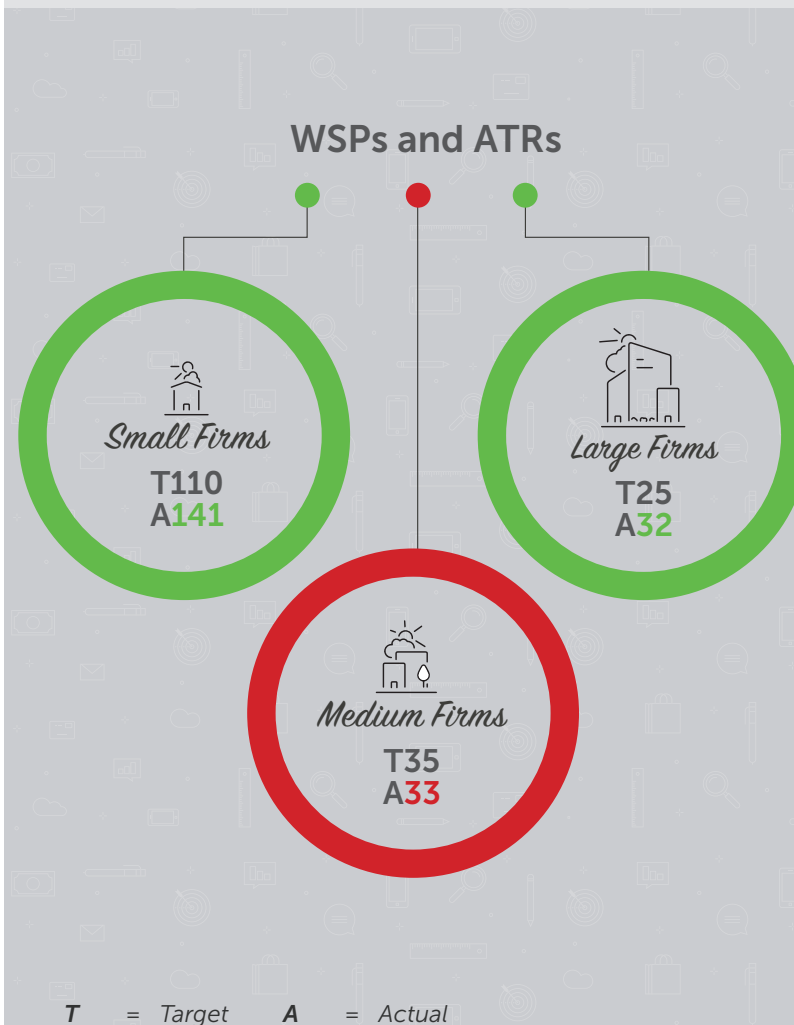 WSPs and ATRs
Small Firms
T110
A141
Large Firms
T25
A32
Medium Firms
T35
A33
T = Target A = Actual